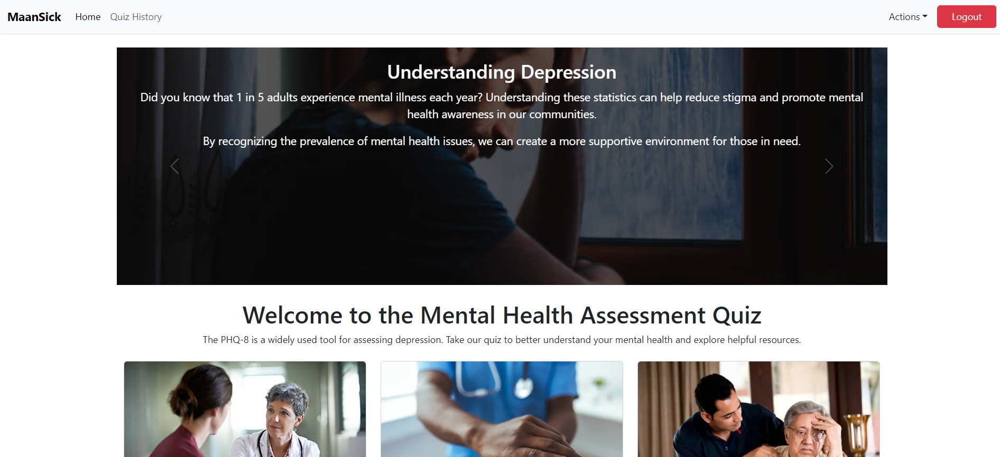 MaanSick Home Quiz History Actions Logout
Understanding Depression
Did you know that 1 in 5 adults experience mental illness each year? Understanding these statistics can help reduce stigma and promote mental
health awareness in our communities.
By recognizing the prevalence of mental health issues, we can create a more supportive environment for those in need.
Welcome to the Mental Health Assessment Quiz
The PHQ-8 is a widely used tool for assessing depression. Take our quiz to better understand your mental health and explore helpful resources.